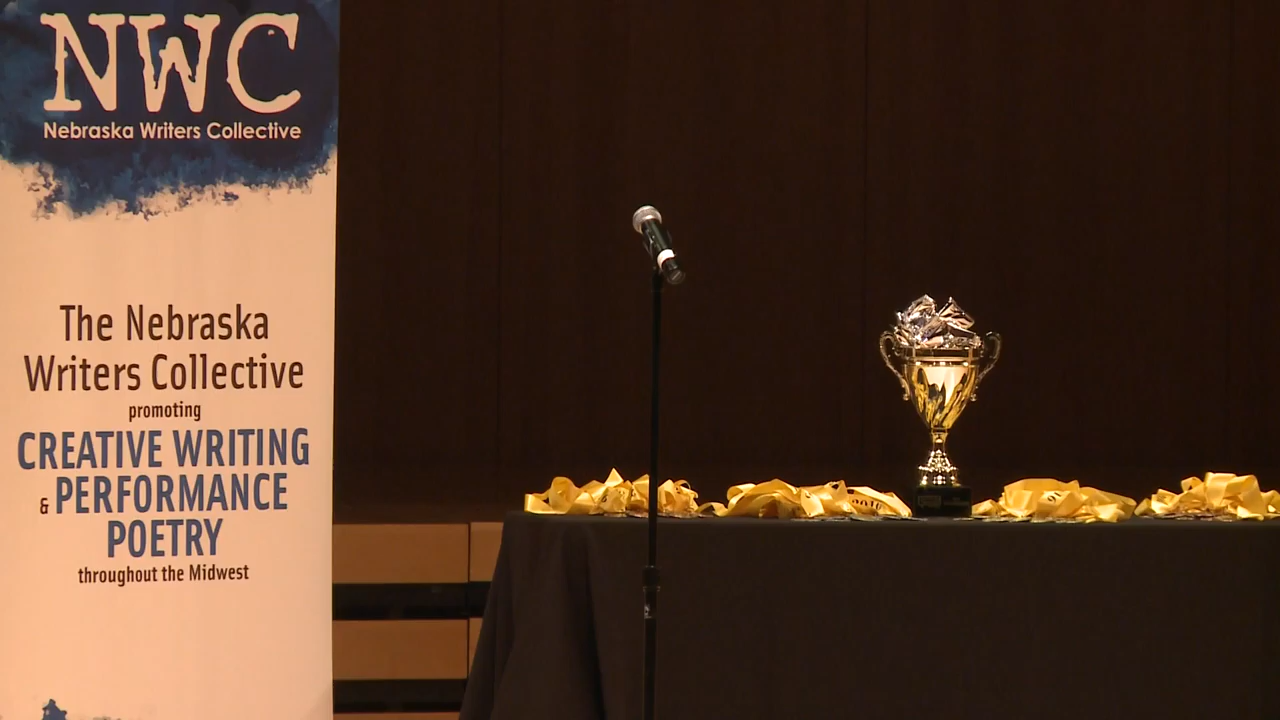 NWC
Nebraska Writers Collective
The Nebraska
Writers Collective
promoting
CREATIVE WRITING
& PERFORMANCE
POETRY
throughout the Midwest